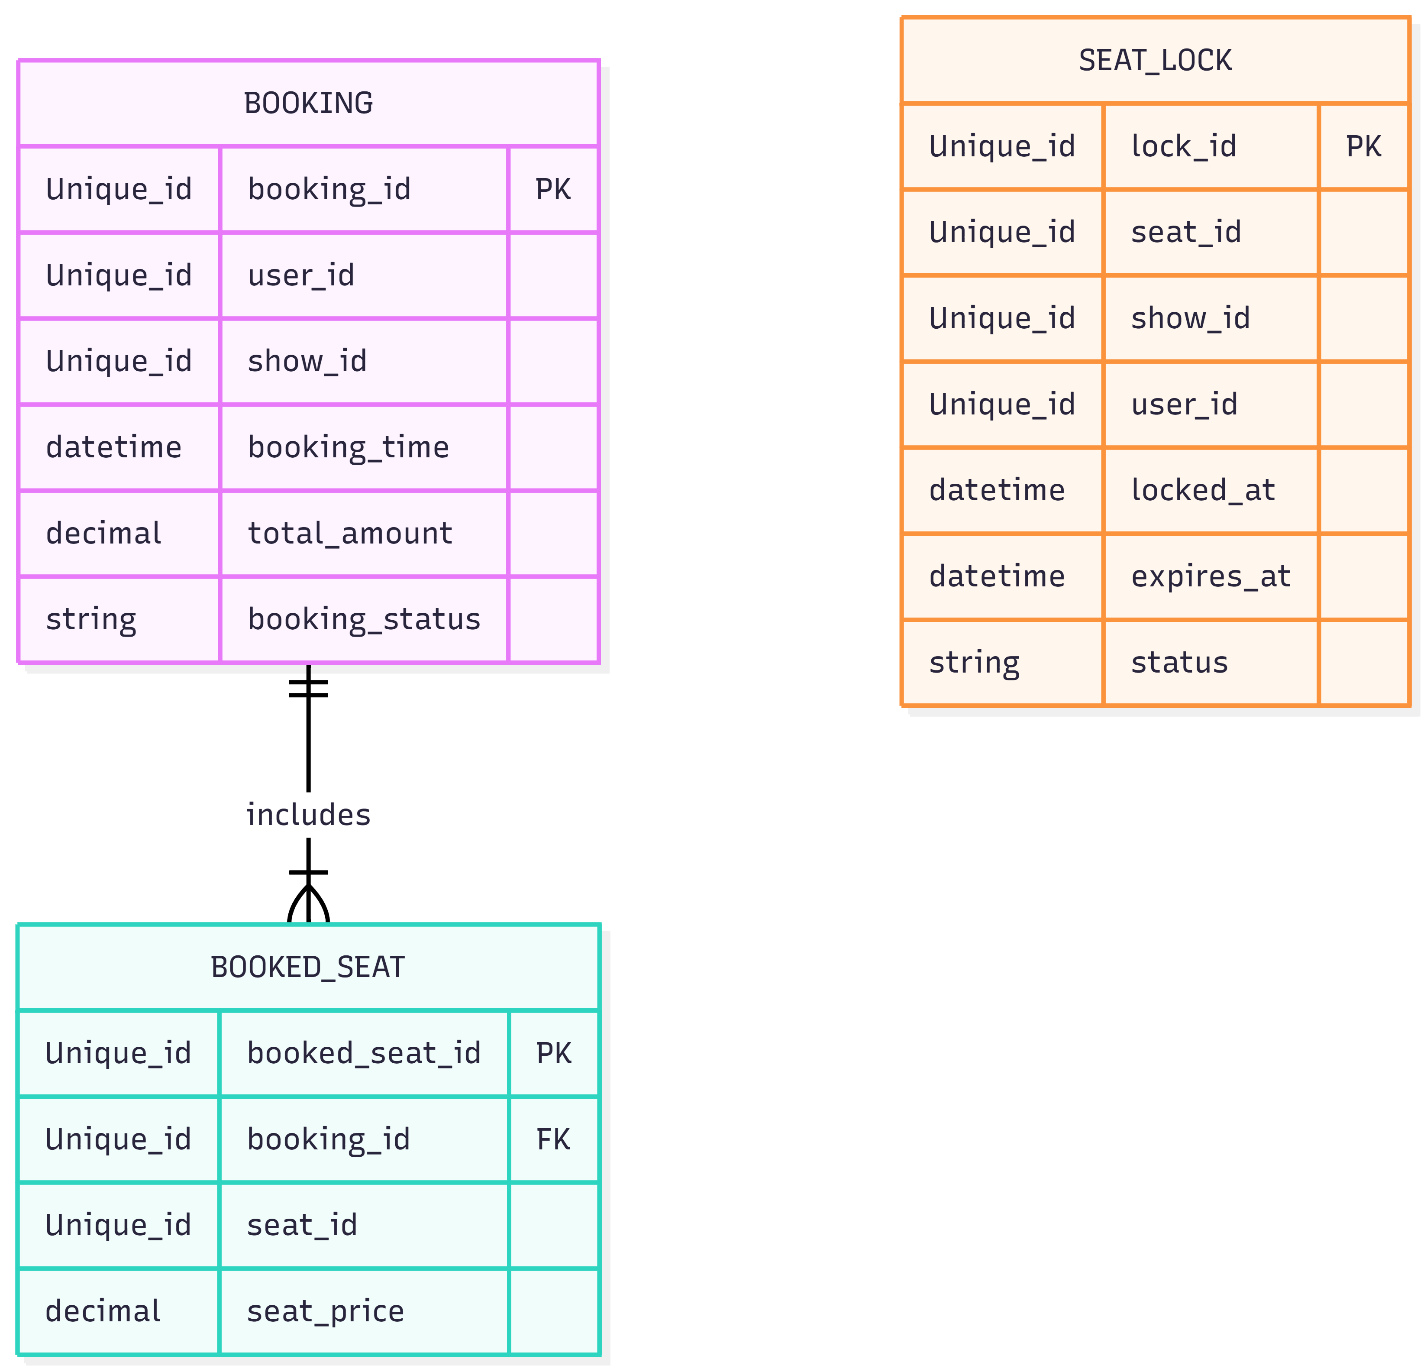 BOOKING
Unique_id booking_id PK
Unique_id user_id
Unique_id show_id
datetime booking_time
decimal total_amount
string booking_status
includes
BOOKED_SEAT
Unique_id booked_seat_id PK
Unique_id booking_id FK
Unique_id seat_id
decimal seat_price
SEAT_LOCK
Unique_id lock_id PK
Unique_id seat_id
Unique_id show_id
Unique_id user_id
datetime locked_at
datetime expires_at
string status